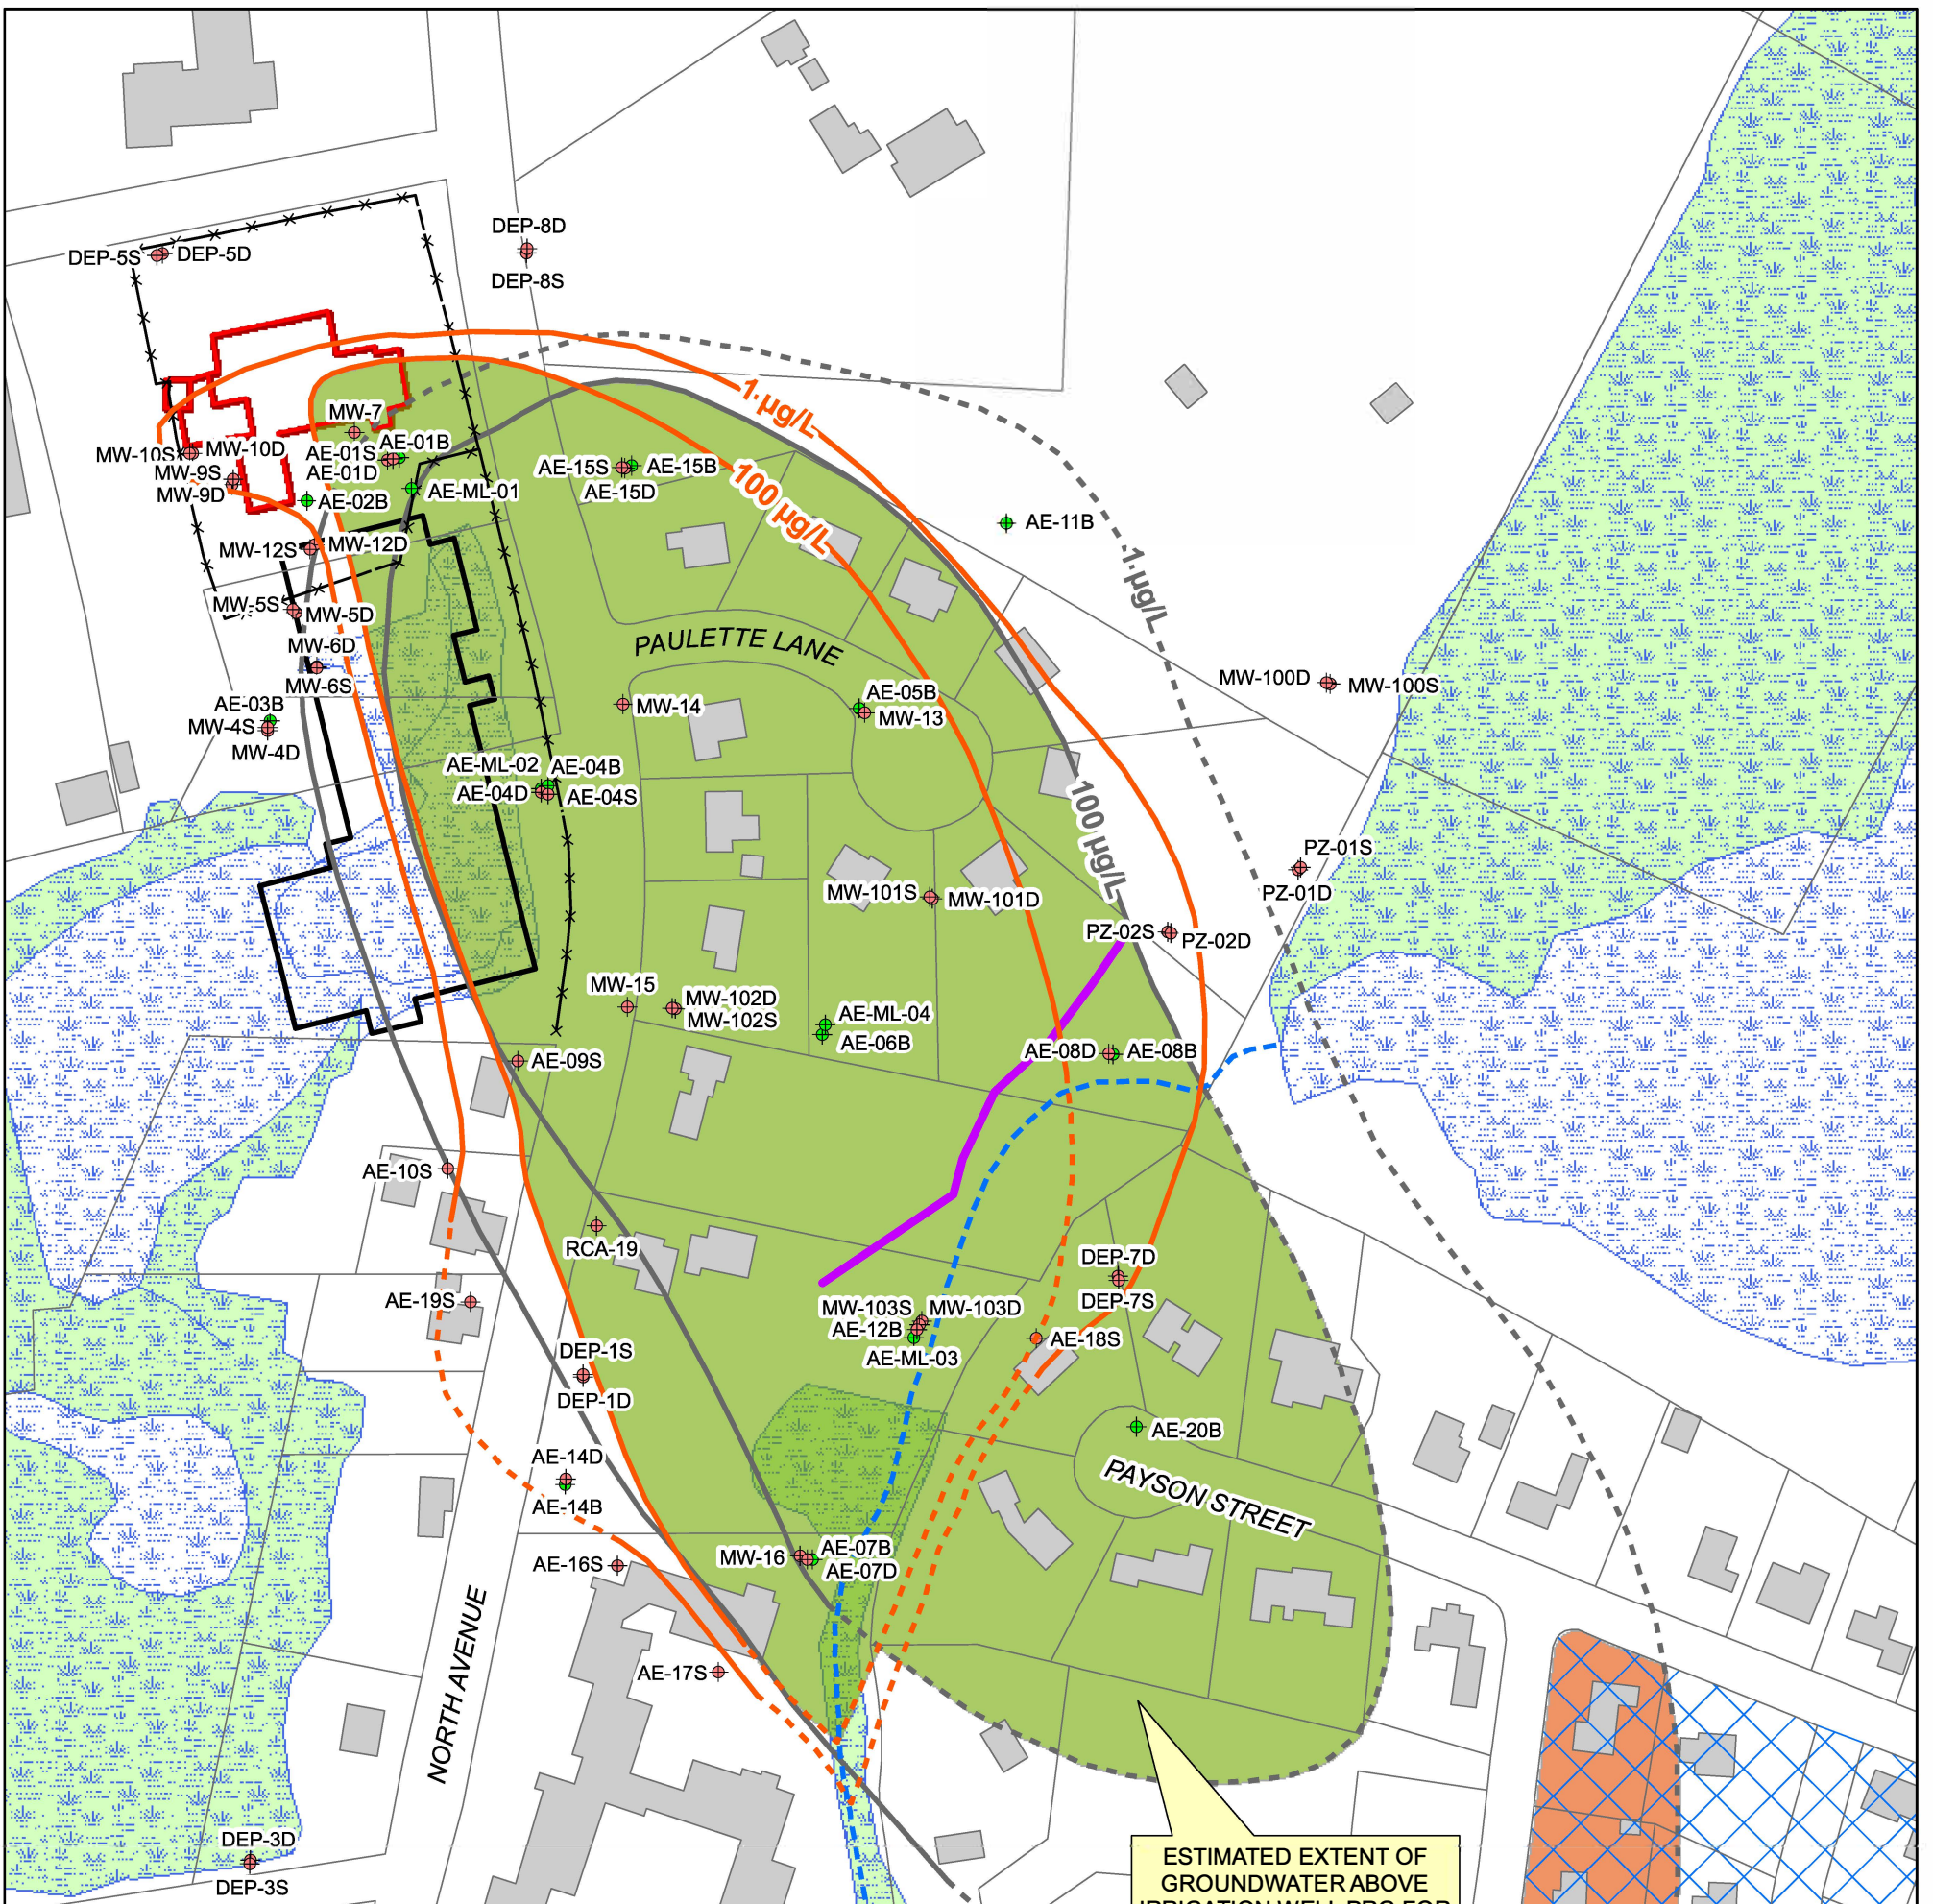 DEP-8D
DEP-5S
DEP-5D
DEP-8S
1 µg/L
MW-7
AE-01B
MW-10S
MW-10D
AE-01S
MW-9S
AE-01D
MW-9D
AE-02B
AE-ML-01
AE-15S
AE-15B
AE-15D
100 µg/L
AE-11B
MW-12S
MW-12D
1 µg/L
MW-5S
MW-5D
MW-6D
MW-6S
PAULETTE LANE
MW-100D
MW-100S
AE-05B
MW-13
MW-14
AE-03B
MW-4S
MW-4D
AE-ML-02
AE-04B
AE-04D
AE-04S
100 µg/L
PZ-01S
PZ-01D
MW-101S
MW-101D
PZ-02S
PZ-02D
MW-15
MW-102D
MW-102S
AE-ML-04
AE-06B
AE-08D
AE-08B
AE-09S
AE-10S
RCA-19
DEP-7D
DEP-7S
AE-19S
MW-103S
MW-103D
AE-12B
AE-ML-03
AE-18S
DEP-1S
DEP-1D
AE-20B
PAYSON STREET
AE-14D
AE-14B
AE-16S
MW-16
AE-07B
AE-07D
NORTH AVENUE
AE-17S
DEP-3D
DEP-3S
ESTIMATED EXTENT OF
GROUNDWATER ABOVE
IRRIGATION WELL PRG FOR